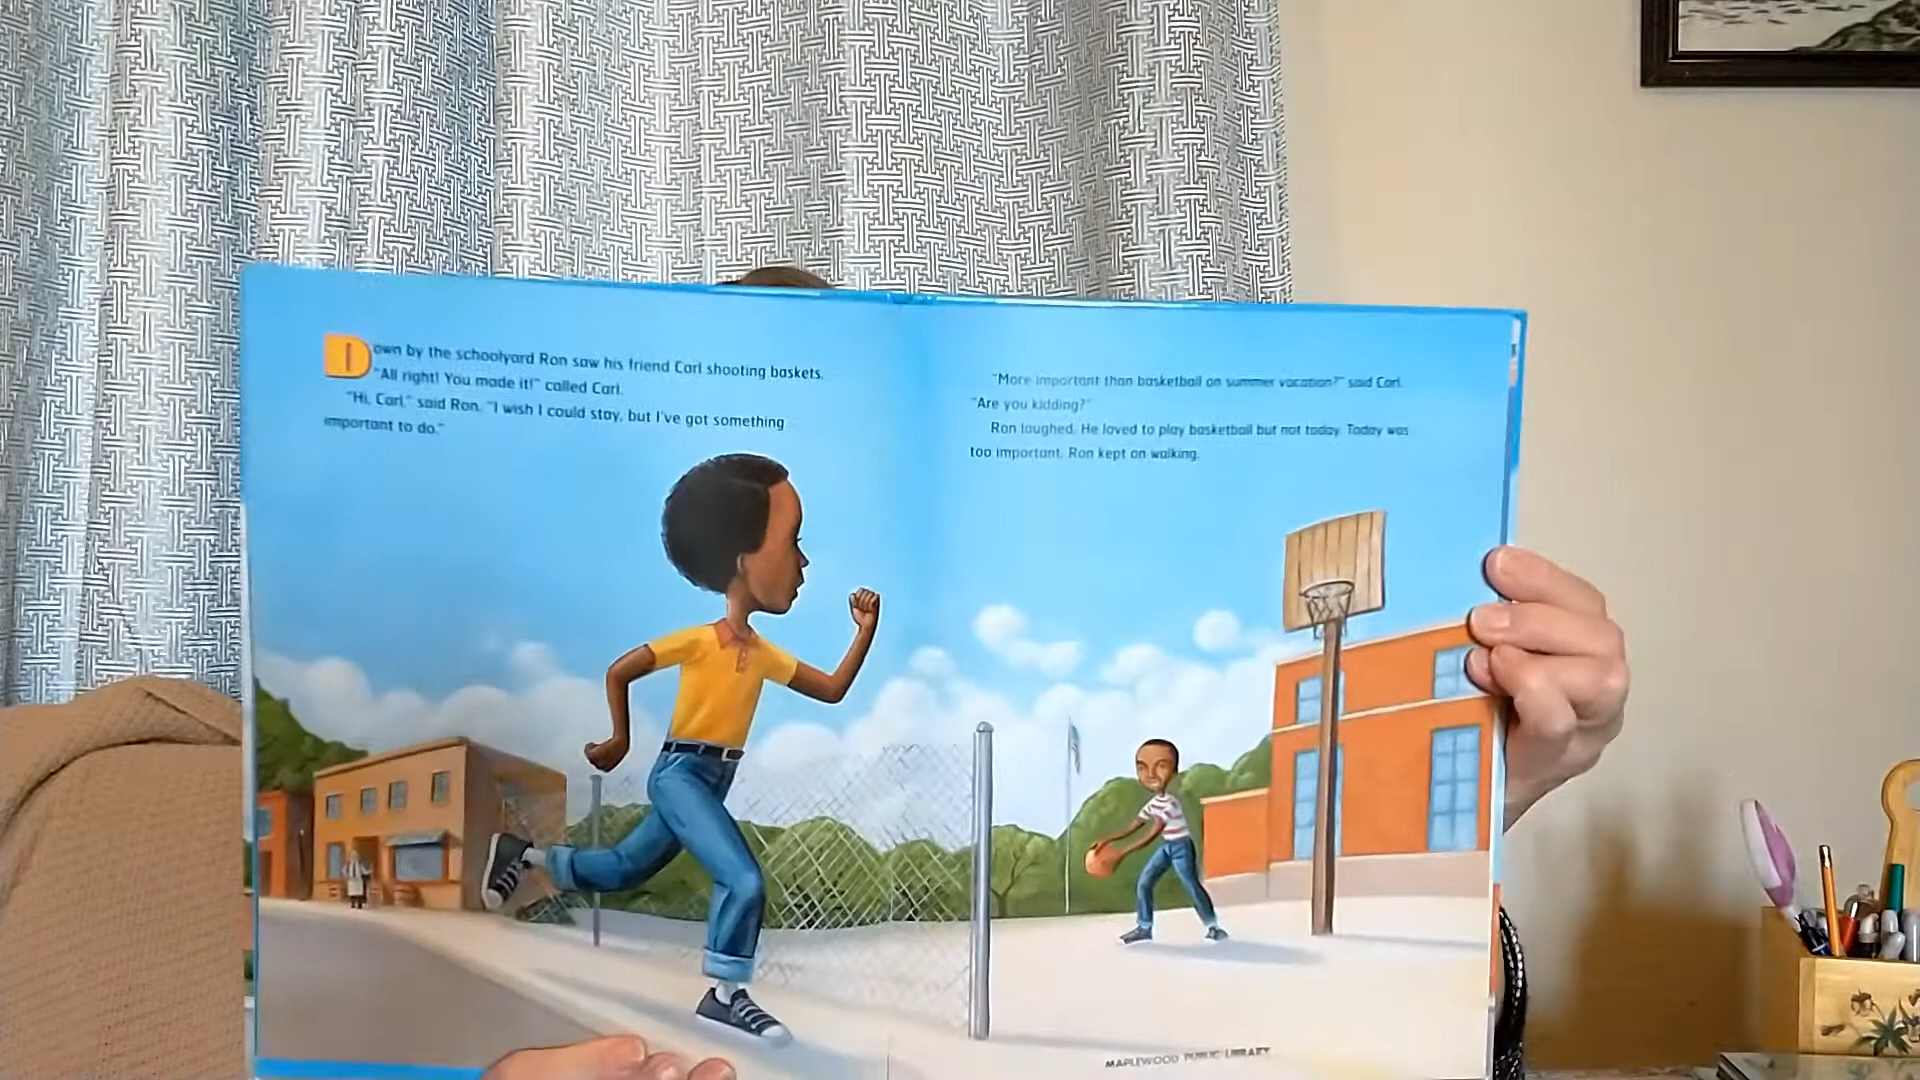 Down by the schoolyard Ron saw his friend Carl shooting baskets.
"All right! You made it!" called Carl.
"Hi, Carl," said Ron. "I wish I could stay, but I've got something
important to do."
"More important than basketball on summer vacation?" said Carl.
"Are you kidding?"
Ron laughed. He loved to play basketball but not today. Today was
too important. Ron kept on walking.
MAPLEWOOD PUBLIC LIBRARY